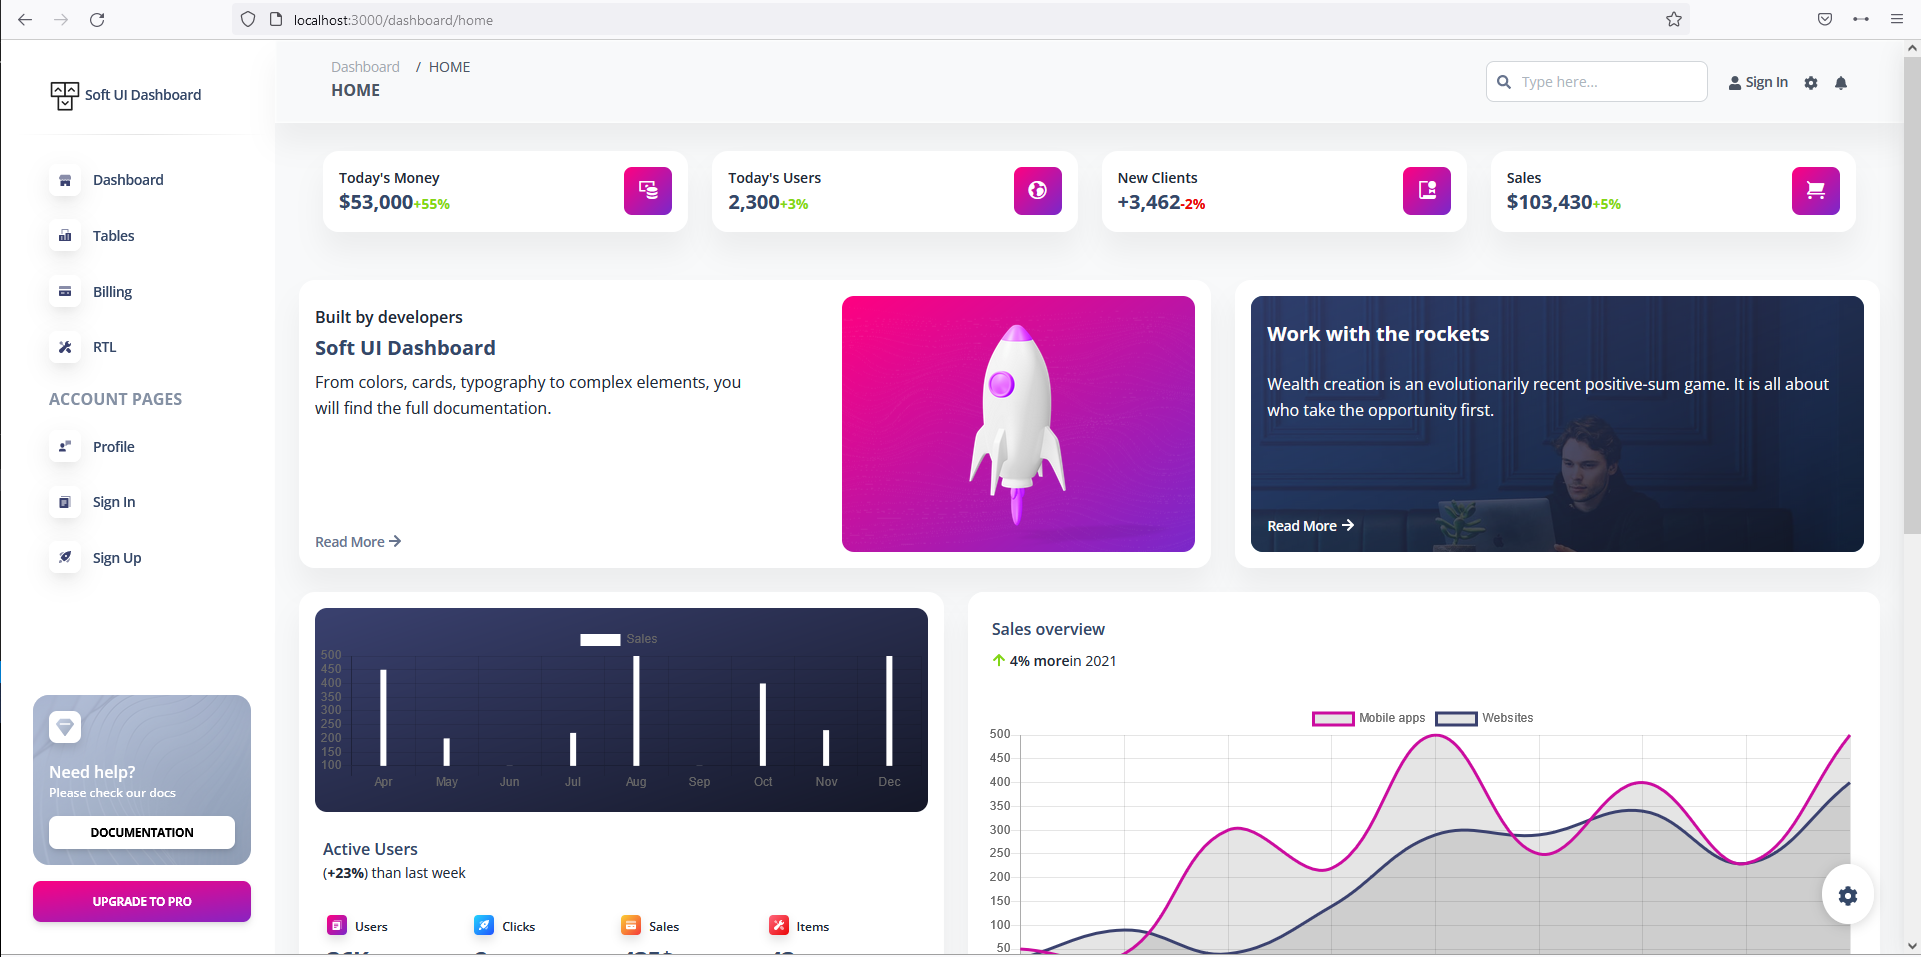 localhost:3000/dashboard/home
Soft UI Dashboard
Dashboard
Tables
Billing
RTL
ACCOUNT PAGES
Profile
Sign In
Sign Up
Need help?
Please check our docs
DOCUMENTATION
UPGRADE TO PRO
Dashboard / HOME
HOME
Type here...
Sign In
Today's Money
$53,000+55%
Today's Users
2,300+3%
New Clients
+3,462-2%
Sales
$103,430+5%
Built by developers
Soft UI Dashboard
From colors, cards, typography to complex elements, you
will find the full documentation.
Read More
Work with the rockets
Wealth creation is an evolutionarily recent positive-sum game. It is all about
who take the opportunity first.
Read More
Sales
500
450
400
350
300
250
200
150
100
Apr May Jun Jul Aug Sep Oct Nov Dec
Active Users
(+23%) than last week
Users
Clicks
Sales
Items
Sales overview
4% morein 2021
Mobile apps Websites
500
450
400
350
300
250
200
150
100
50